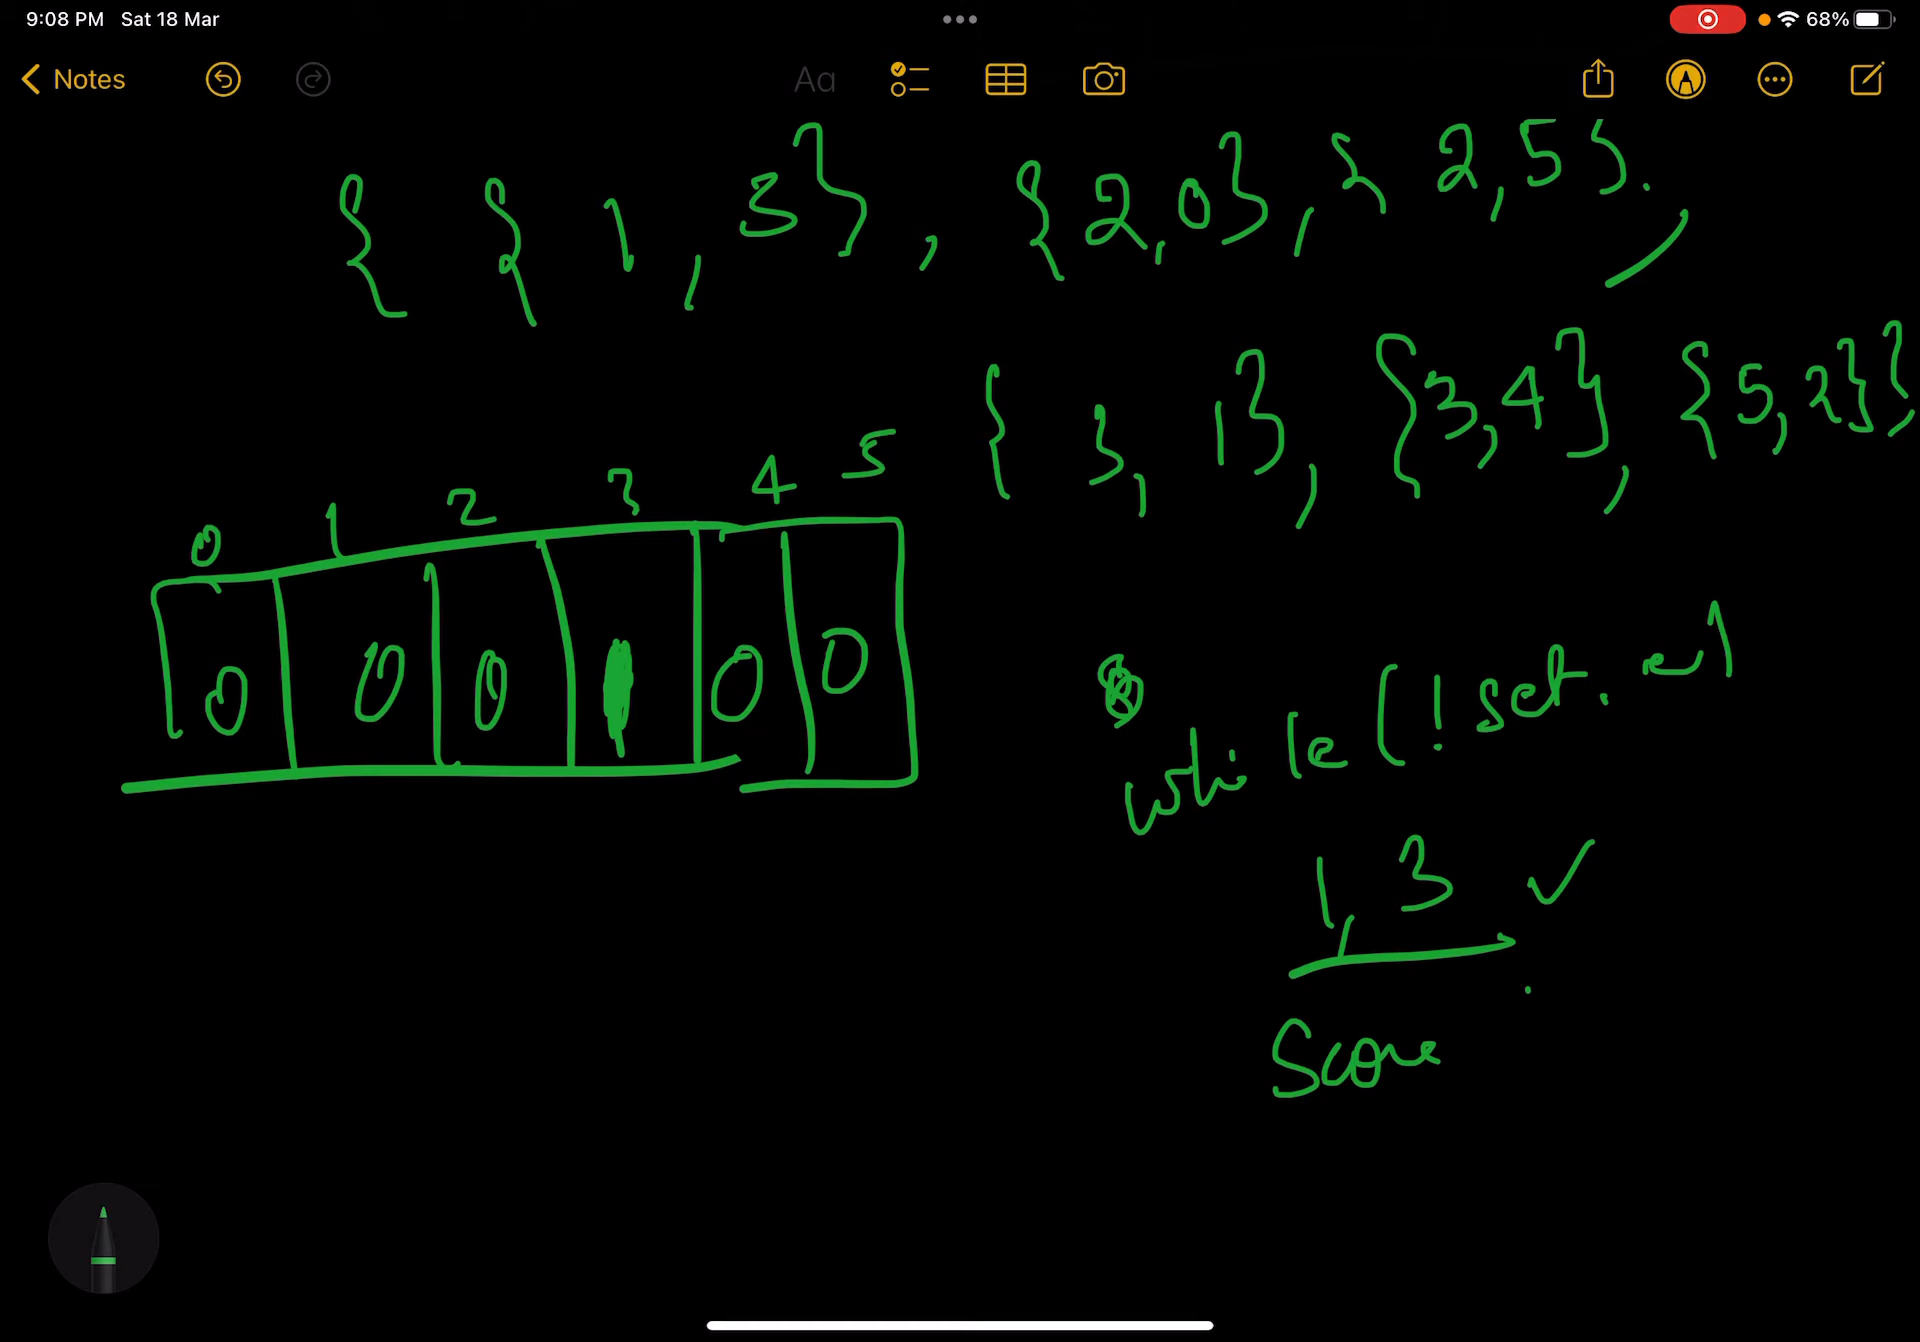 9:08 PM Sat 18 Mar
68%
Notes
Aa
{ { 1 , 3 } , { 2 , 0 } , { 2 , 5 } ,
{ 3 , 1 } , { 3 , 4 } , { 5 , 2 } }
0 1 2 3 4 5
0 0 0 0 0
while ( ! set.
1 , 3 ✓
Score